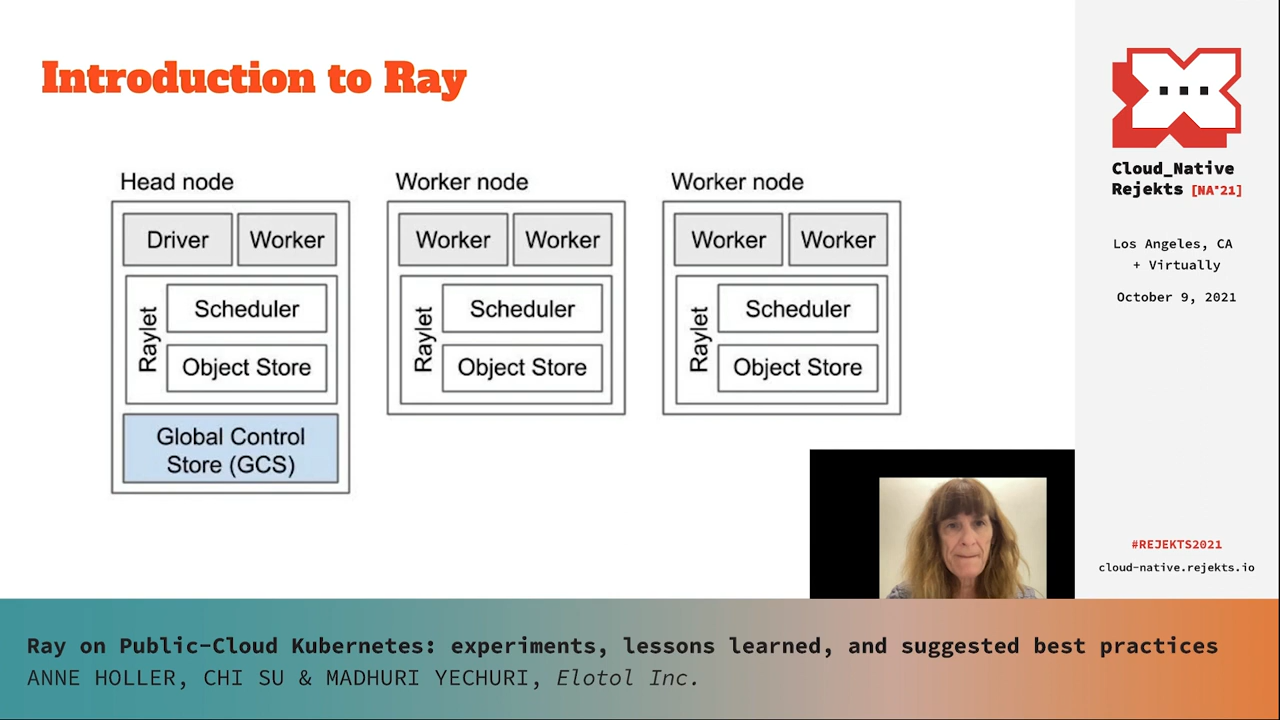 Introduction to Ray
Head node
Driver
Worker
Raylet
Scheduler
Object Store
Global Control
Store (GCS)
Worker node
Worker
Worker
Raylet
Scheduler
Object Store
Worker node
Worker
Worker
Raylet
Scheduler
Object Store
Cloud_Native
Rejekts [NA'21]
Los Angeles, CA
+ Virtually
October 9, 2021
#REJEKTS2021
cloud-native.rejekts.io
Ray on Public-Cloud Kubernetes: experiments, lessons learned, and suggested best practices
ANNE HOLLER, CHI SU & MADHURI YECHURI, Elotol Inc.